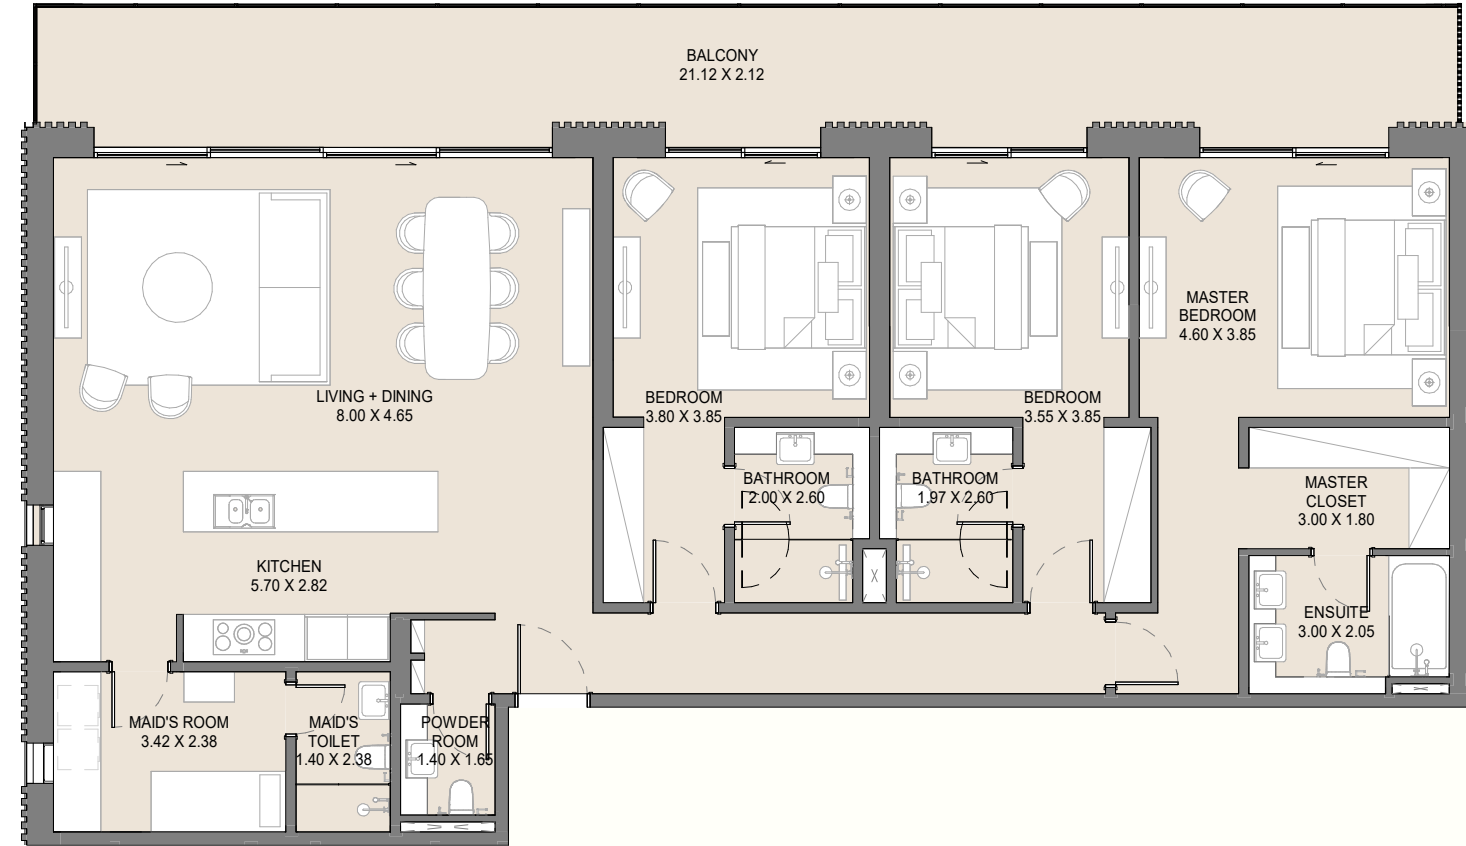 BALCONY
21.12 X 2.12
MASTER
BEDROOM
4.60 X 3.85
LIVING + DINING
8.00 X 4.65
BEDROOM
3.80 X 3.85
BEDROOM
3.55 X 3.85
BATHROOM
2.00 X 2.60
BATHROOM
1.97 X 2.60
MASTER
CLOSET
3.00 X 1.80
KITCHEN
5.70 X 2.82
ENSUITE
3.00 X 2.05
MAID'S ROOM
3.42 X 2.38
MAID'S
TOILET
1.40 X 2.38
POWDER
ROOM
1.40 X 1.65